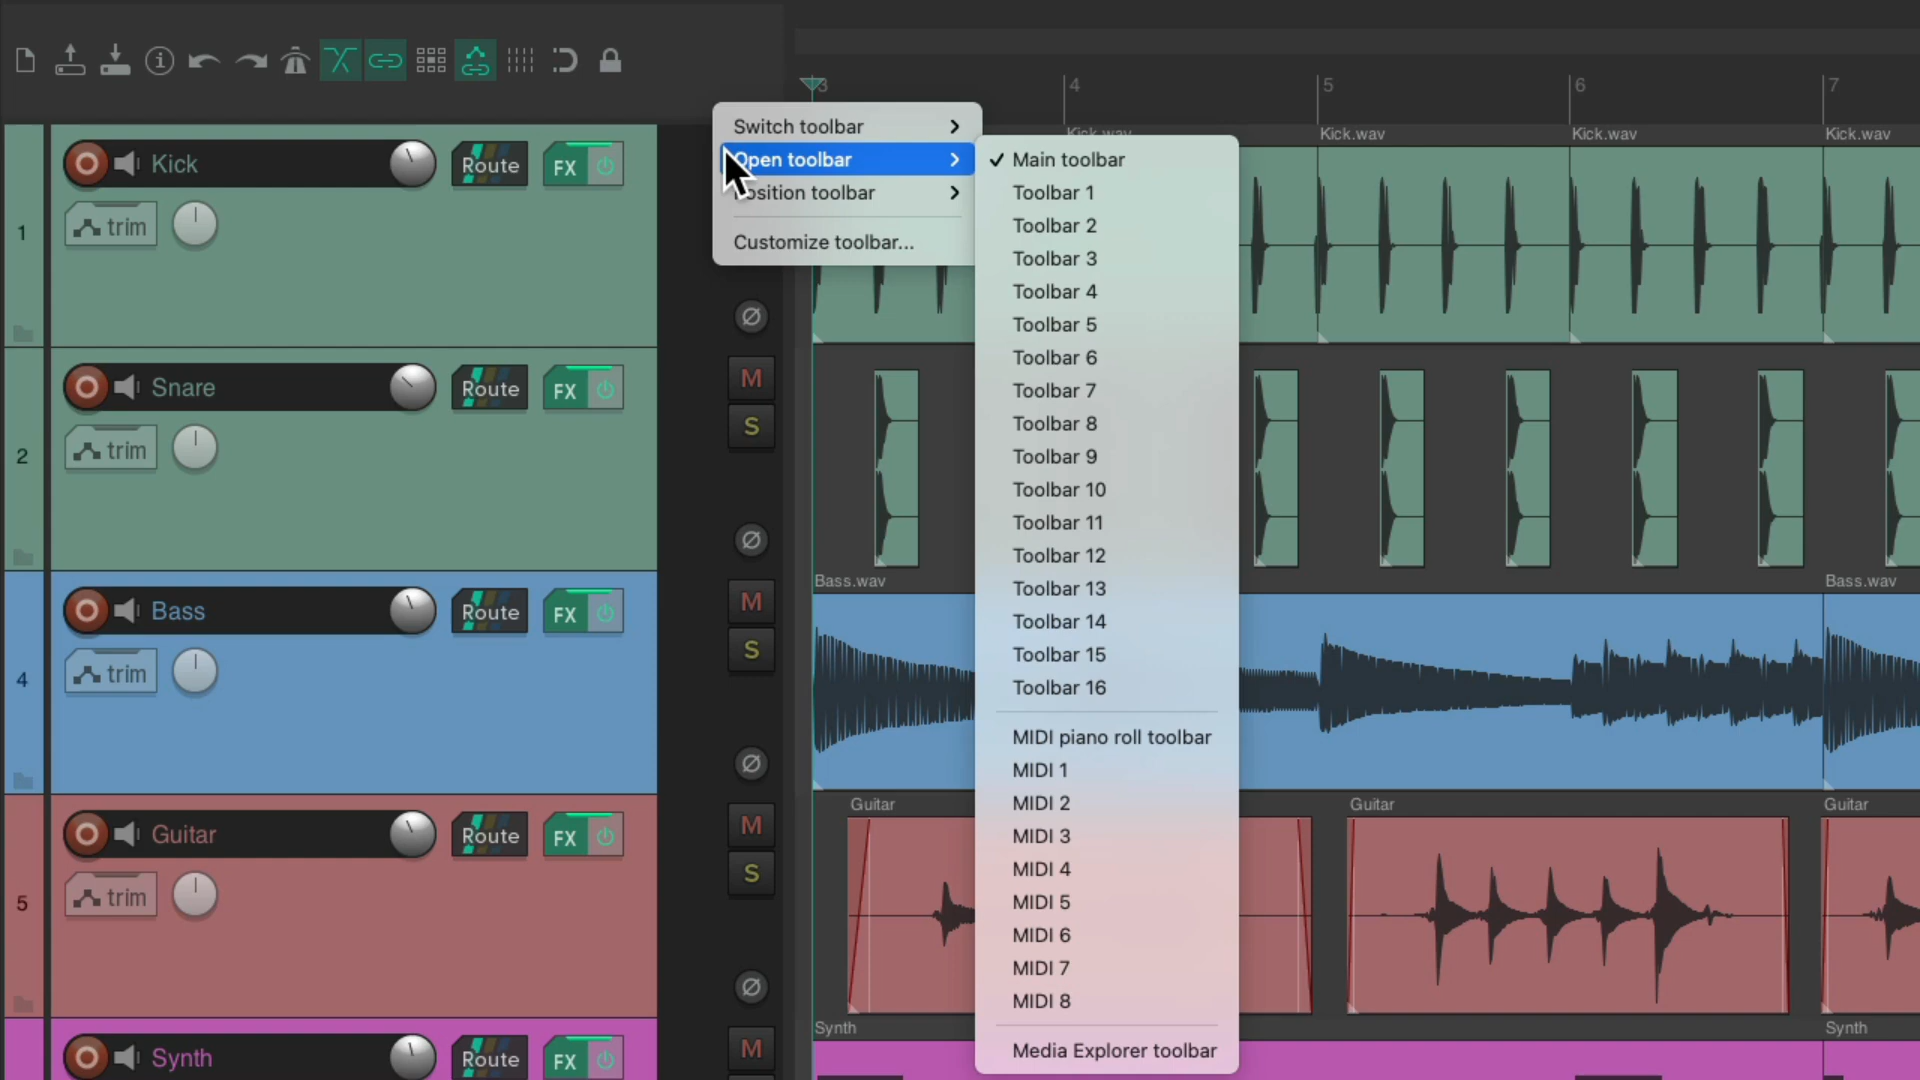 3
4
5
6
7
Switch toolbar
Open toolbar
Position toolbar
Customize toolbar...
Main toolbar
Toolbar 1
Toolbar 2
Toolbar 3
Toolbar 4
Toolbar 5
Toolbar 6
Toolbar 7
Toolbar 8
Toolbar 9
Toolbar 10
Toolbar 11
Toolbar 12
Toolbar 13
Toolbar 14
Toolbar 15
Toolbar 16
MIDI piano roll toolbar
MIDI 1
MIDI 2
MIDI 3
MIDI 4
MIDI 5
MIDI 6
MIDI 7
MIDI 8
Media Explorer toolbar
1
Kick
Route
FX
trim
2
Snare
Route
FX
trim
M
S
4
Bass
Route
FX
trim
M
S
5
Guitar
Route
FX
trim
M
S
Synth
Route
FX
M
Kick.wav
Kick.wav
Kick.wav
Kick.wav
Bass.wav
Bass.wav
Guitar
Guitar
Guitar
Synth
Synth